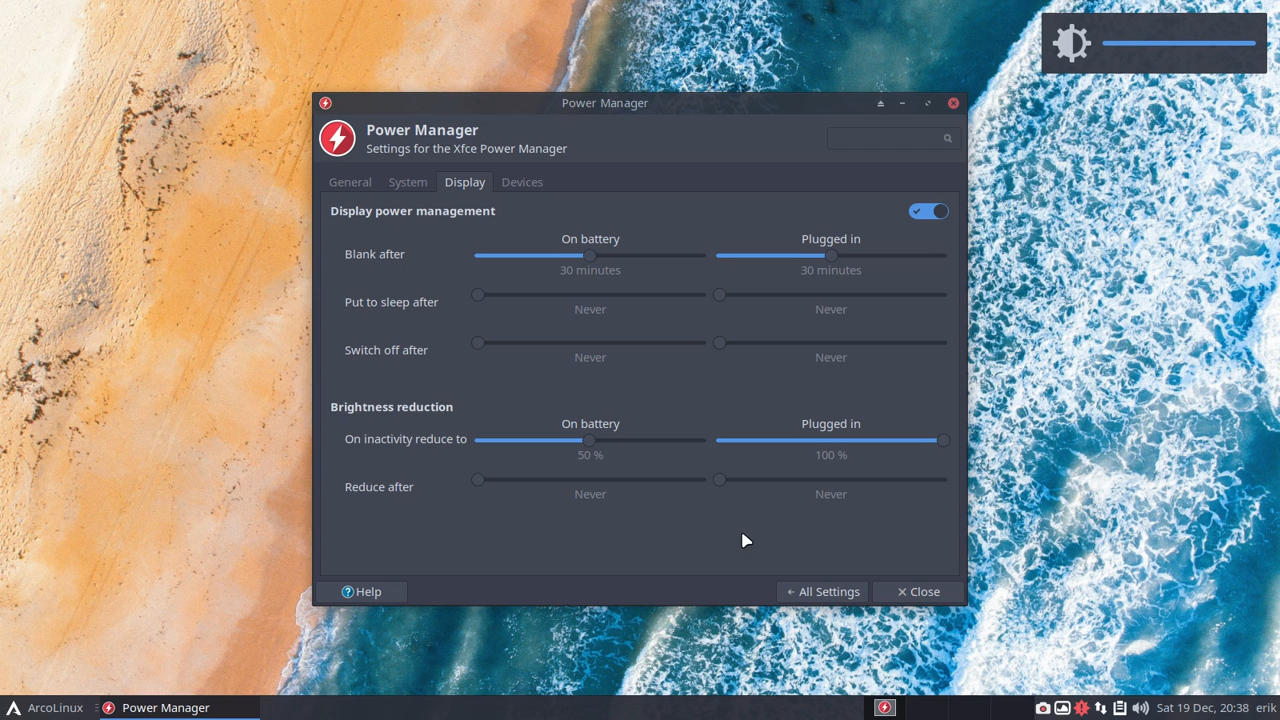 Power Manager
Power Manager
Settings for the Xfce Power Manager
General System Display Devices
Display power management
On battery Plugged in
Blank after
30 minutes 30 minutes
Put to sleep after
Never Never
Switch off after
Never Never
Brightness reduction
On battery Plugged in
On inactivity reduce to
50 % 100 %
Reduce after
Never Never
Help All Settings Close
ArcoLinux Power Manager Sat 19 Dec, 20:38 erik